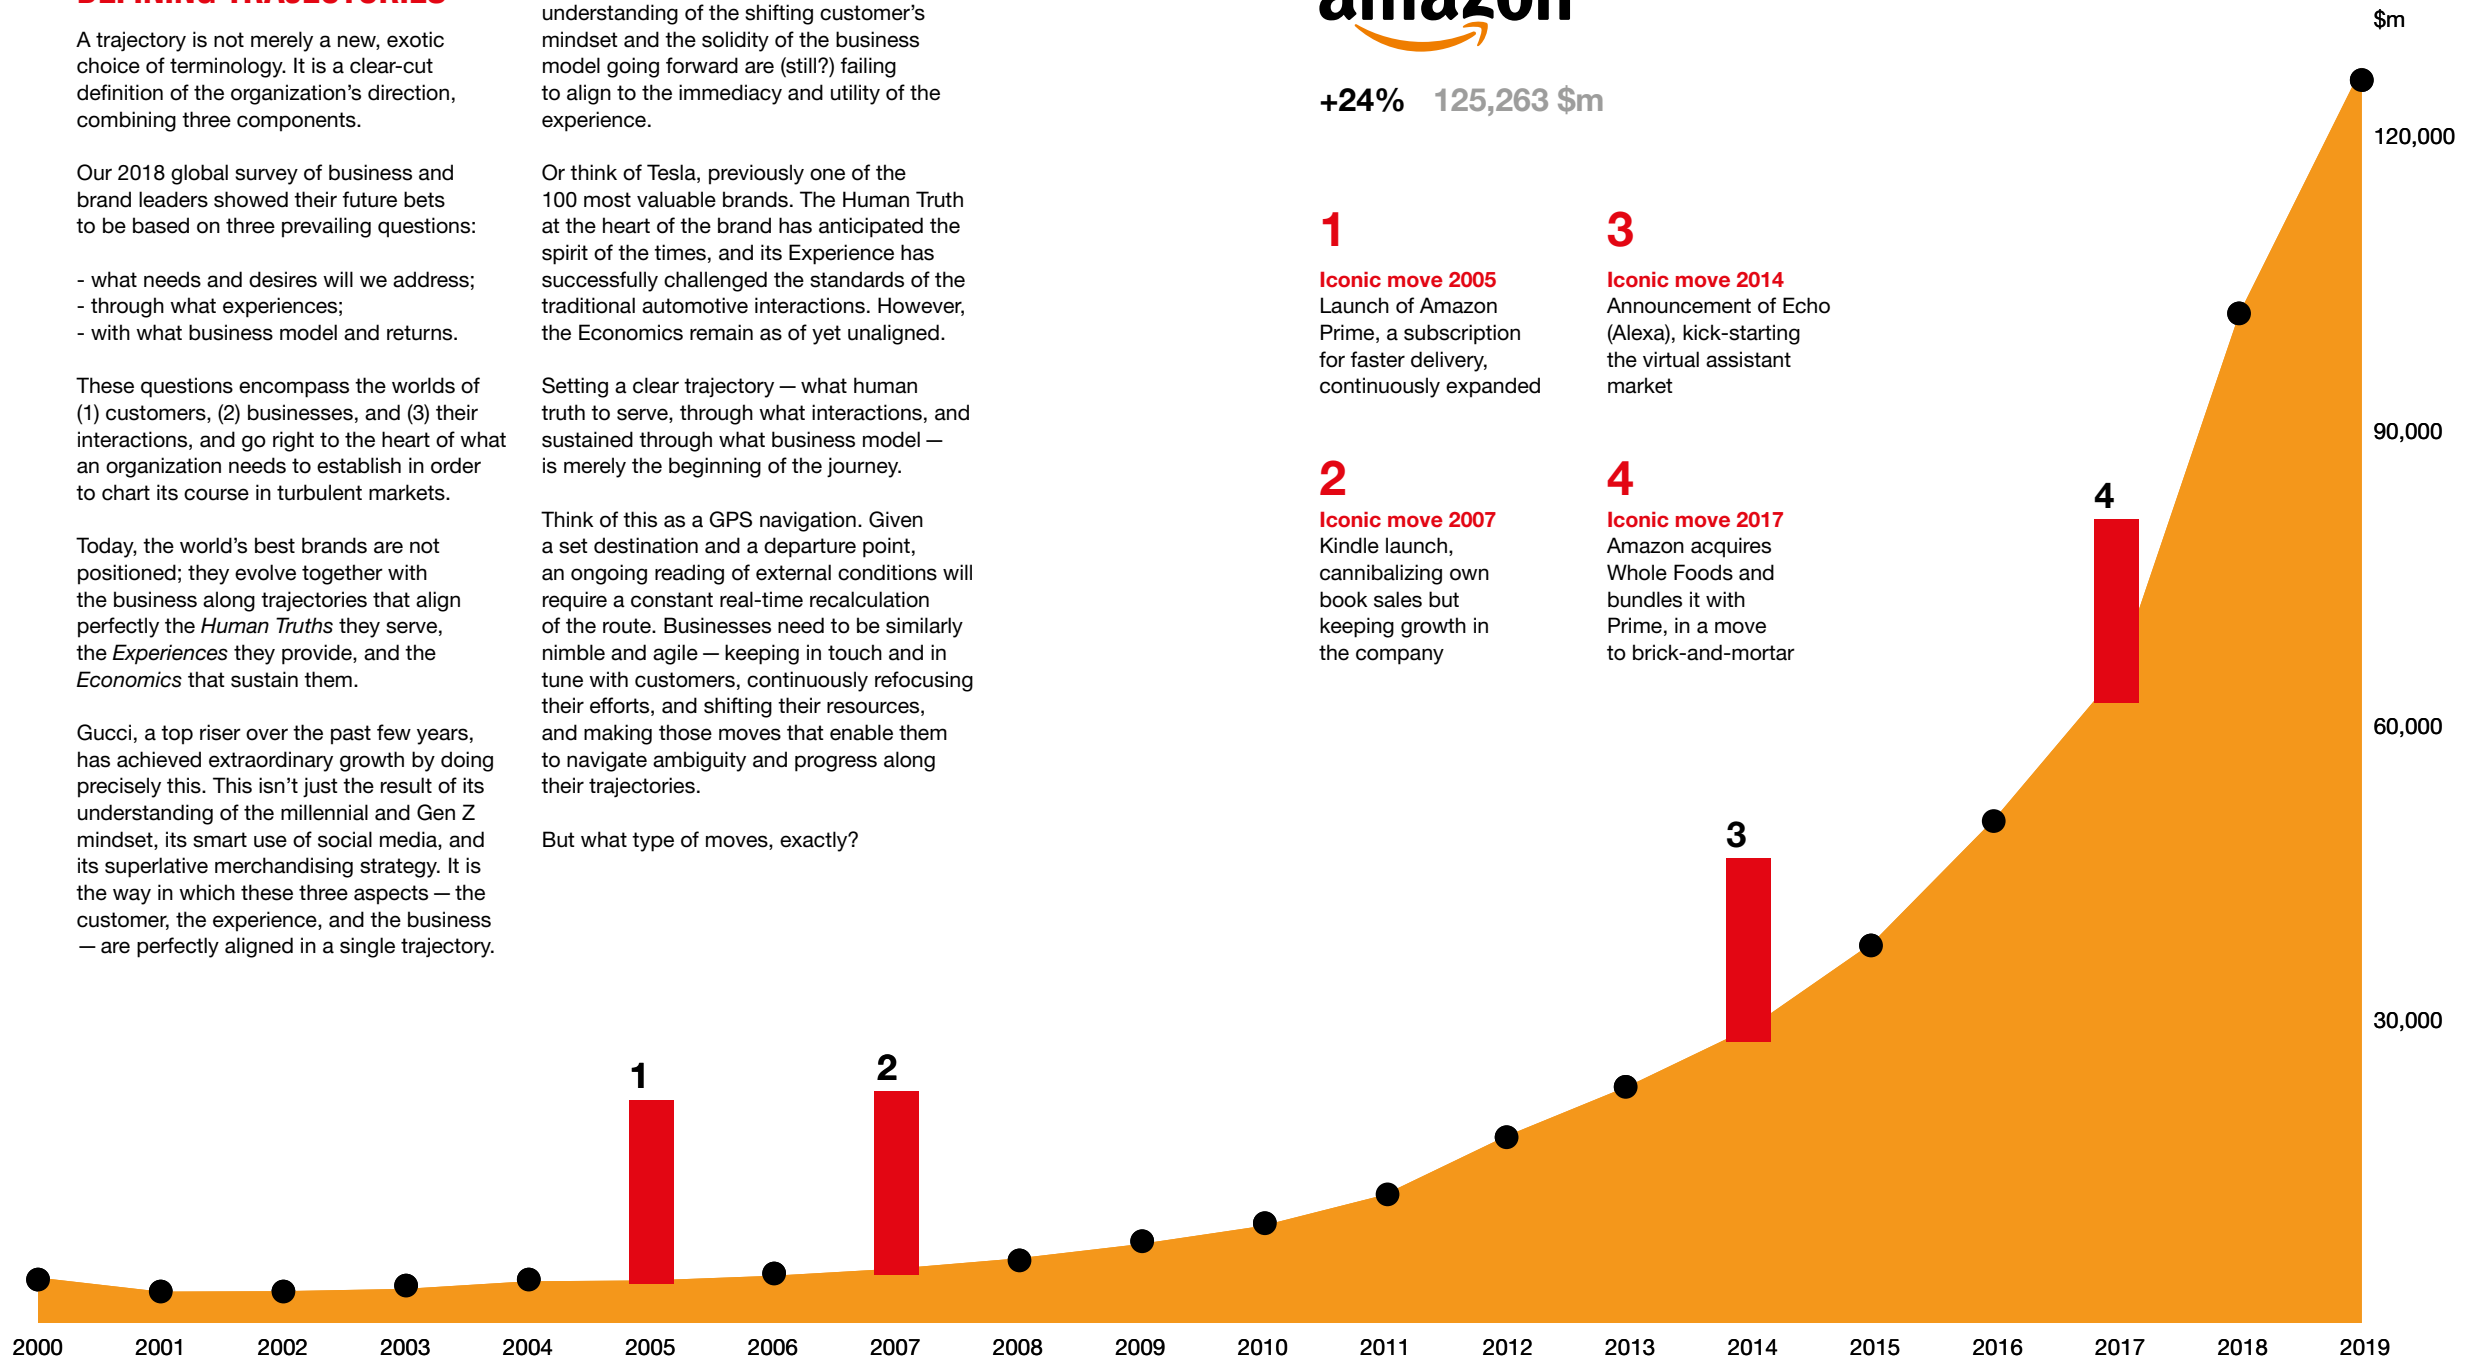 DEFINING TRAJECTORIES
A trajectory is not merely a new, exotic
choice of terminology. It is a clear-cut
definition of the organization’s direction,
combining three components.
Our 2018 global survey of business and
brand leaders showed their future bets
to be based on three prevailing questions:
- what needs and desires will we address;
- through what experiences;
- with what business model and returns.
These questions encompass the worlds of
(1) customers, (2) businesses, and (3) their
interactions, and go right to the heart of what
an organization needs to establish in order
to chart its course in turbulent markets.
Today, the world’s best brands are not
positioned; they evolve together with
the business along trajectories that align
perfectly the Human Truths they serve,
the Experiences they provide, and the
Economics that sustain them.
Gucci, a top riser over the past few years,
has achieved extraordinary growth by doing
precisely this. This isn’t just the result of its
understanding of the millennial and Gen Z
mindset, its smart use of social media, and
its superlative merchandising strategy. It is
the way in which these three aspects — the
customer, the experience, and the business
— are perfectly aligned in a single trajectory.
understanding of the shifting customer’s
mindset and the solidity of the business
model going forward are (still?) failing
to align to the immediacy and utility of the
experience.
Or think of Tesla, previously one of the
100 most valuable brands. The Human Truth
at the heart of the brand has anticipated the
spirit of the times, and its Experience has
successfully challenged the standards of the
traditional automotive interactions. However,
the Economics remain as of yet unaligned.
Setting a clear trajectory — what human
truth to serve, through what interactions, and
sustained through what business model —
is merely the beginning of the journey.
Think of this as a GPS navigation. Given
a set destination and a departure point,
an ongoing reading of external conditions will
require a constant real-time recalculation
of the route. Businesses need to be similarly
nimble and agile — keeping in touch and in
tune with customers, continuously refocusing
their efforts, and shifting their resources,
and making those moves that enable them
to navigate ambiguity and progress along
their trajectories.
But what type of moves, exactly?
amazon
+24% 125,263 $m
1
Iconic move 2005
Launch of Amazon
Prime, a subscription
for faster delivery,
continuously expanded
2
Iconic move 2007
Kindle launch,
cannibalizing own
book sales but
keeping growth in
the company
3
Iconic move 2014
Announcement of Echo
(Alexa), kick-starting
the virtual assistant
market
4
Iconic move 2017
Amazon acquires
Whole Foods and
bundles it with
Prime, in a move
to brick-and-mortar
$m
120,000
90,000
60,000
30,000
1
2
3
4
2000 2001 2002 2003 2004 2005 2006 2007 2008 2009 2010 2011 2012 2013 2014 2015 2016 2017 2018 2019